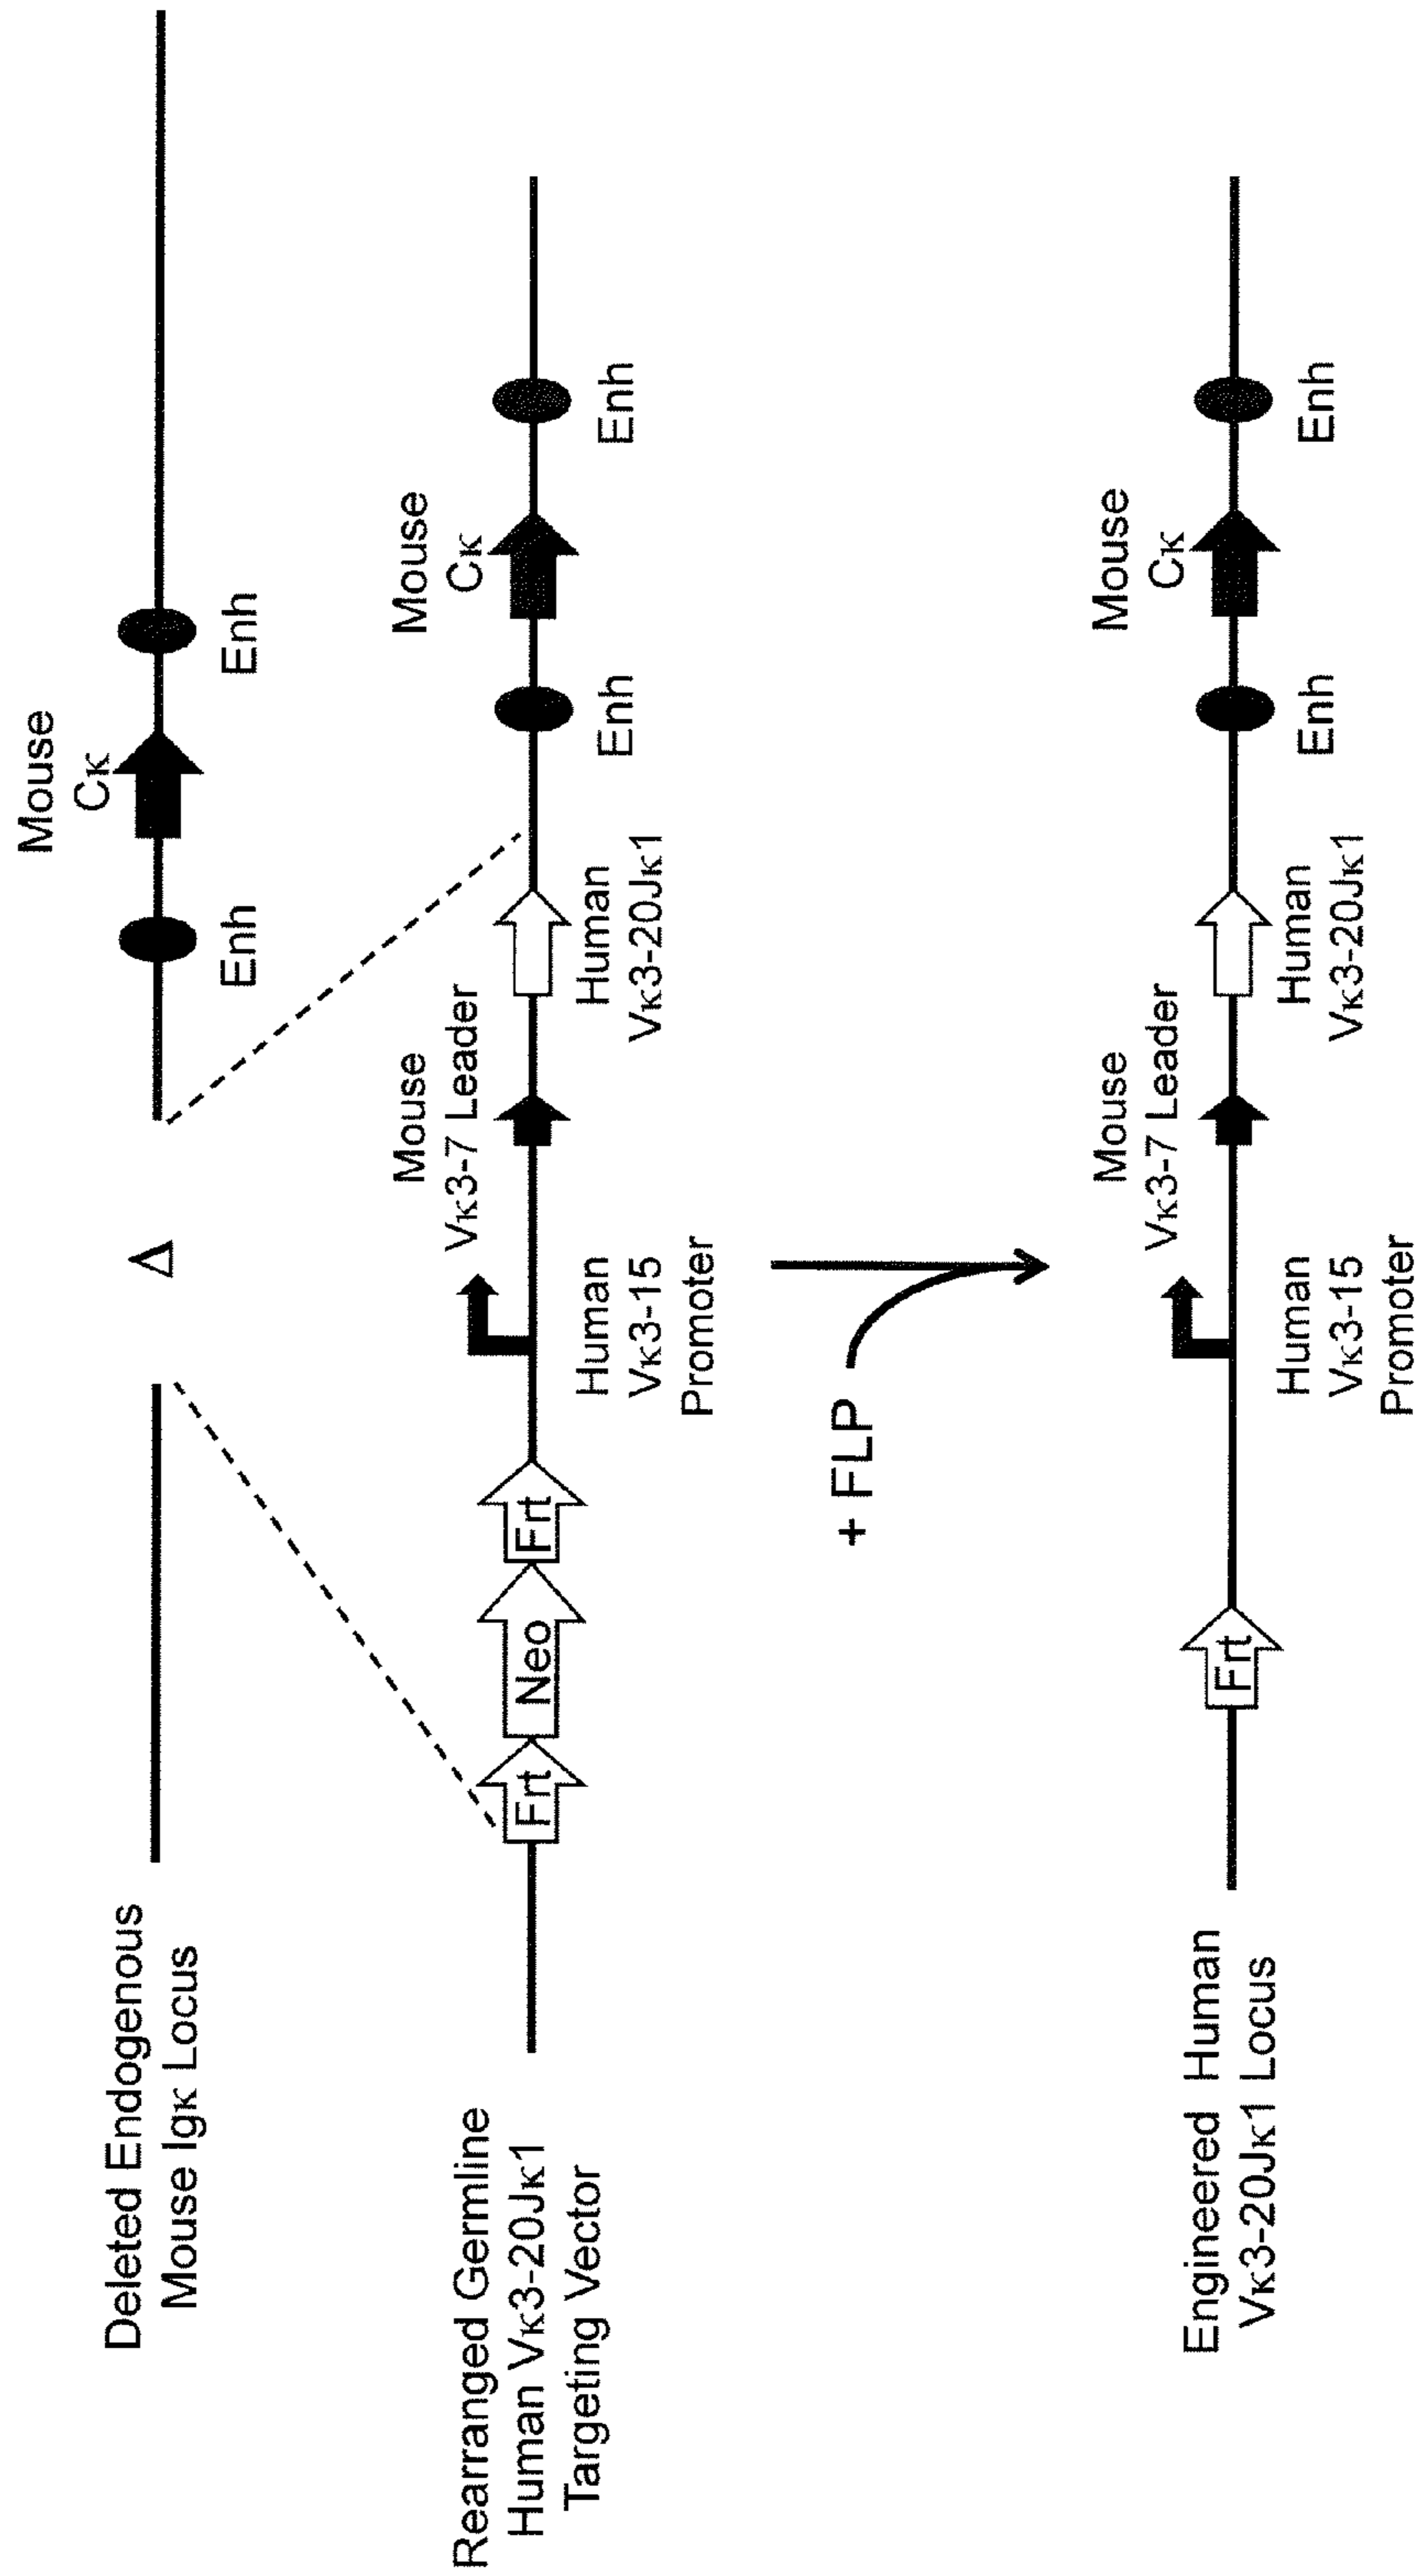 Deleted Endogenous
Mouse Igκ Locus
Mouse
Cκ
Enh
Enh
Δ
Rearranged Germline
Human Vκ3-20Jκ1
Targeting Vector
Frt
Neo
Frt
Human
Vκ3-15
Promoter
Mouse
Vκ3-7 Leader
Human
Vκ3-20Jκ1
Enh
Mouse
Cκ
Enh
+ FLP
Engineered Human
Vκ3-20Jκ1 Locus
Frt
Human
Vκ3-15
Promoter
Mouse
Vκ3-7 Leader
Human
Vκ3-20Jκ1
Enh
Mouse
Cκ
Enh